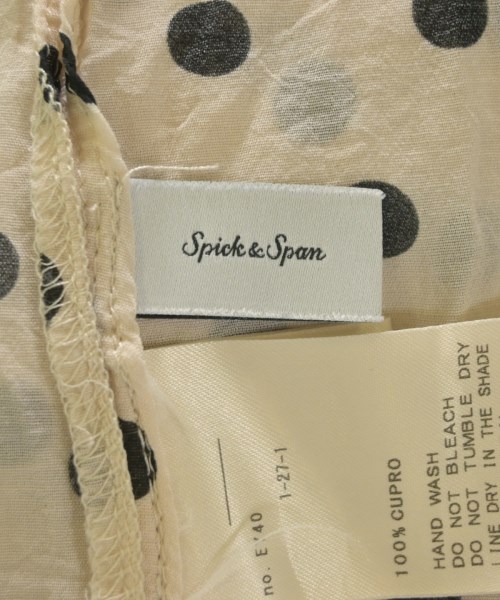 Spick & Span
no. E '40
1-27-1
100% CUPRO
HAND WASH
DO NOT BLEACH
DO NOT TUMBLE DRY
LINE DRY IN THE SHADE